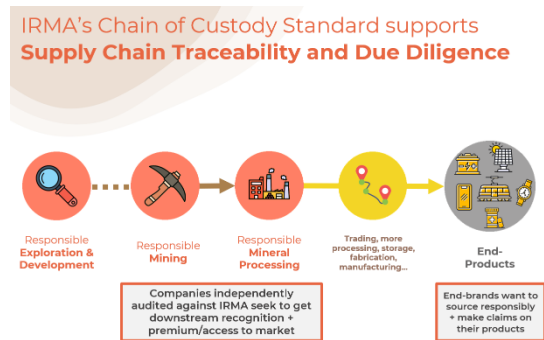 IRMA's Chain of Custody Standard supports
Supply Chain Traceability and Due Diligence
Responsible
Exploration &
Development
Responsible
Mining
Responsible
Mineral
Processing
Trading, more
processing, storage,
fabrication,
manufacturing...
End-
Products
Companies independently
audited against IRMA seek to get
downstream recognition +
premium/access to market
End-brands want to
source responsibly
+ make claims on
their products